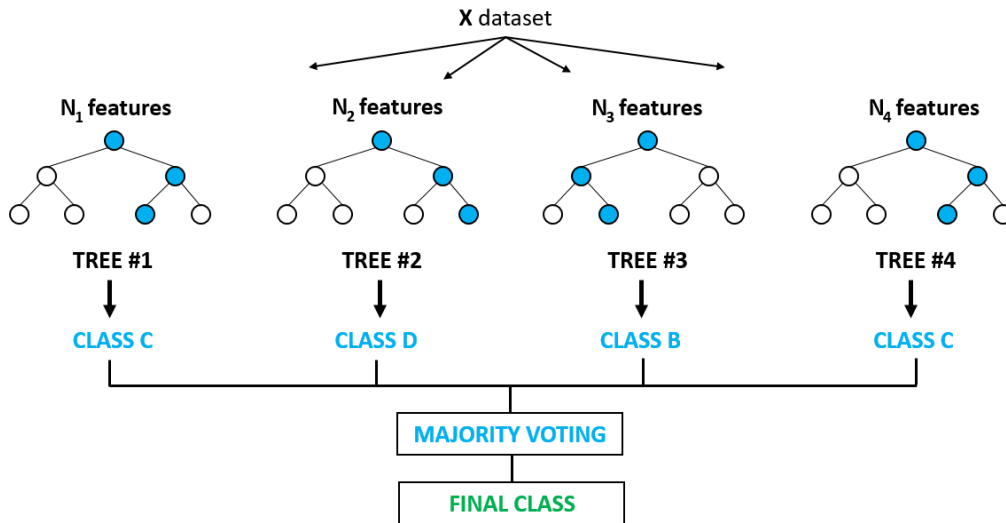 X dataset
N₁ features
N₂ features
N₃ features
N₄ features
TREE #1
TREE #2
TREE #3
TREE #4
CLASS C
CLASS D
CLASS B
CLASS C
MAJORITY VOTING
FINAL CLASS